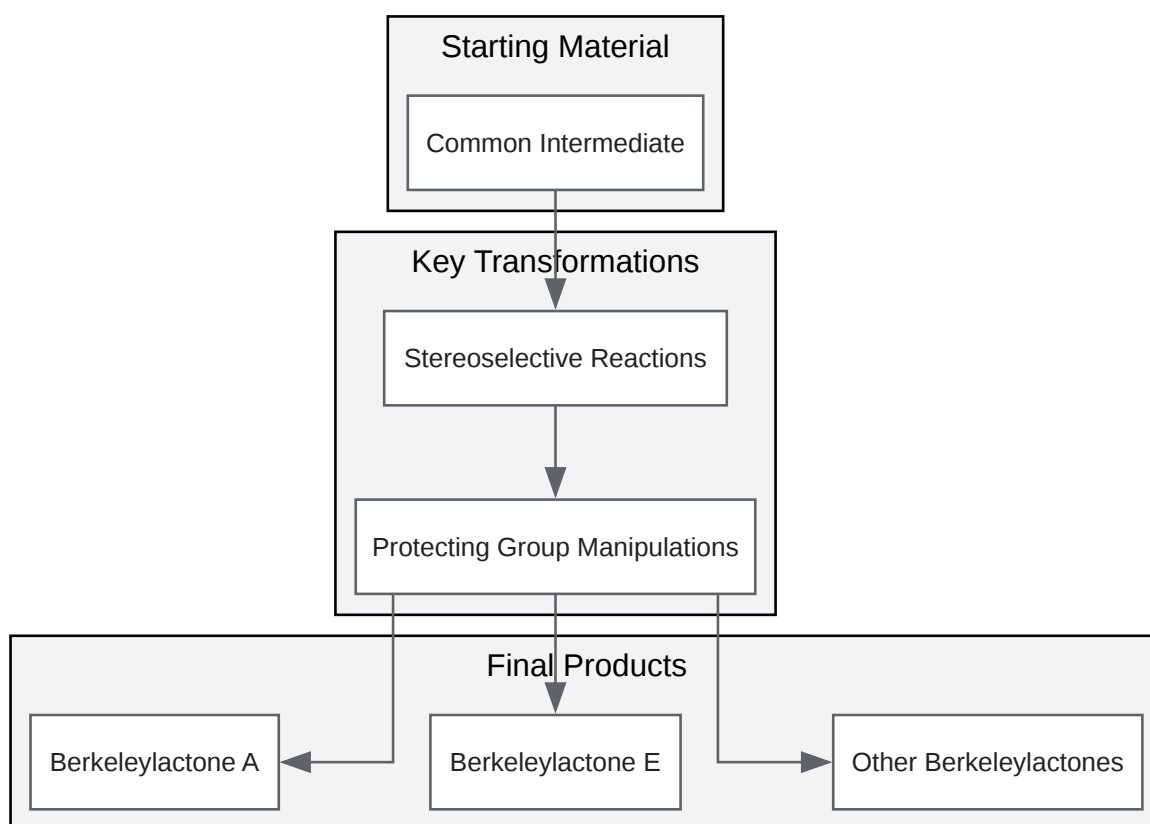 Starting Material
Common Intermediate
Key Transformations
Stereoselective Reactions
Protecting Group Manipulations
Final Products
Berkeleylactone A
Berkeleylactone E
Other Berkeleylactones